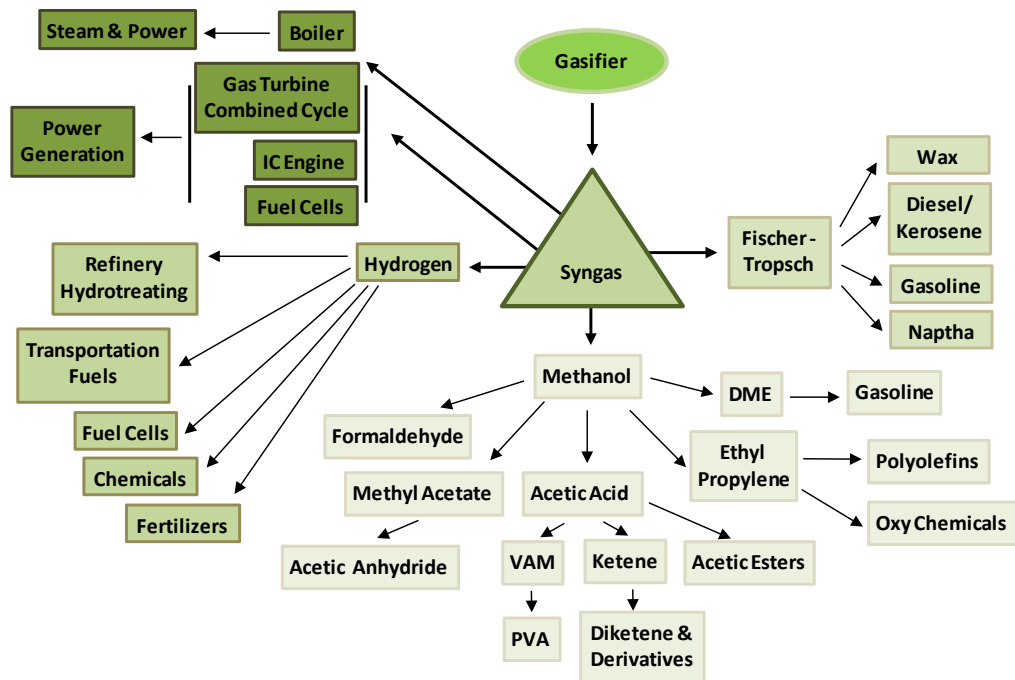 Steam & Power
Boiler
Gasifier
Gas Turbine
Combined Cycle
Power
Generation
IC Engine
Fuel Cells
Wax
Diesel/
Kerosene
Fischer -
Tropsch
Gasoline
Naptha
Syngas
Hydrogen
Refinery
Hydrotreating
Transportation
Fuels
Fuel Cells
Chemicals
Fertilizers
Methanol
DME
Gasoline
Formaldehyde
Ethyl
Propylene
Polyolefins
Oxy Chemicals
Methyl Acetate
Acetic Acid
Acetic Anhydride
VAM
Ketene
Acetic Esters
PVA
Diketene &
Derivatives